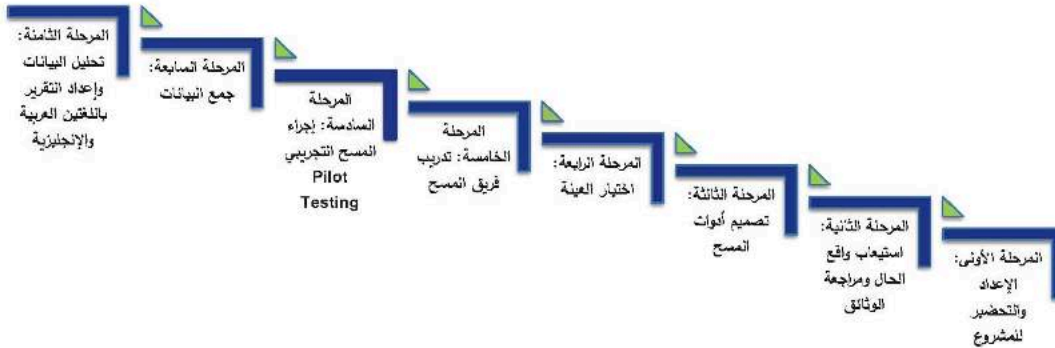 المرحلة الأولى:
الإعداد
والتحضير
للمشروع
المرحلة الثانية:
استيعاب واقع
الحال ومراجعة
الوثائق
المرحلة الثالثة:
تصميم أدوات
المسح
المرحلة الرابعة:
اختيار العينة
المرحلة
الخامسة: تدريب
فريق المسح
المرحلة
السادسة: إجراء
المسح التجريبي
Pilot
Testing
المرحلة السابعة:
جمع البيانات
المرحلة الثامنة:
تحليل البيانات
وإعداد التقرير
باللغتين العربية
والإنجليزية